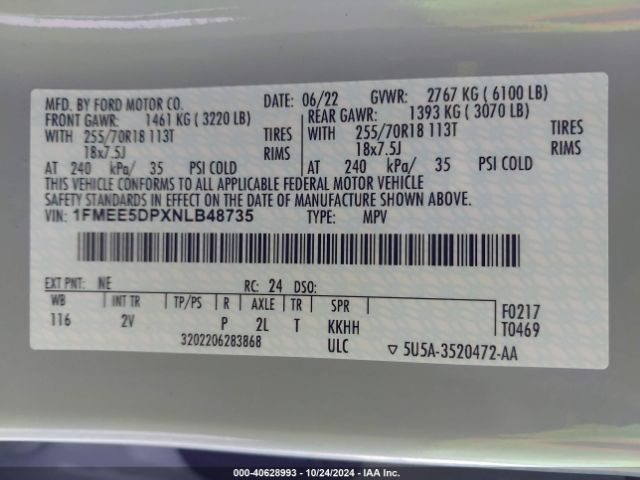 MFD. BY FORD MOTOR CO. DATE: 06/22 GVWR: 2767 KG ( 6100 LB)
FRONT GAWR: 1461 KG ( 3220 LB) REAR GAWR: 1393 KG ( 3070 LB)
WITH 255/70R18 113T TIRES WITH 255/70R18 113T TIRES
18x7.5J RIMS 18x7.5J RIMS
AT 240 kPa/ 35 PSI COLD AT 240 kPa/ 35 PSI COLD
THIS VEHICLE CONFORMS TO ALL APPLICABLE FEDERAL MOTOR VEHICLE
SAFETY STANDARDS IN EFFECT ON THE DATE OF MANUFACTURE SHOWN ABOVE.
VIN: 1FMEE5DPXNLB48735 TYPE: MPV
EXT PNT: NE RC: 24 DSO:
WB INT TR TP/PS R AXLE TR SPR F0217
116 2V P 2L T KKHH T0469
3202206283868 ULC ▽ 5U5A-3520472-AA
000-40628993 - 10/24/2024 - IAA Inc.